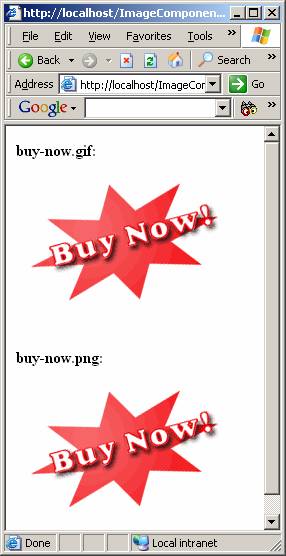 http://localhost/ImageComponen...
File Edit View Favorites Tools »
Back » Search »
Address http://localhost/ImageCor Go
Google »
buy-now.gif:
Buy Now!
buy-now.png:
Buy Now!
Done Local intranet